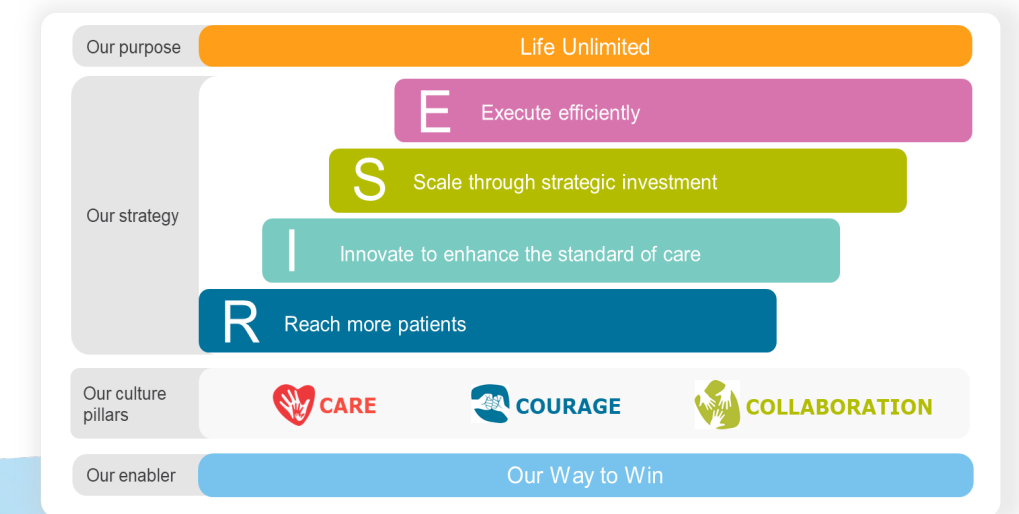 Our purpose
Life Unlimited
Our strategy
E Execute efficiently
S Scale through strategic investment
I Innovate to enhance the standard of care
R Reach more patients
Our culture
pillars
CARE
COURAGE
COLLABORATION
Our enabler
Our Way to Win